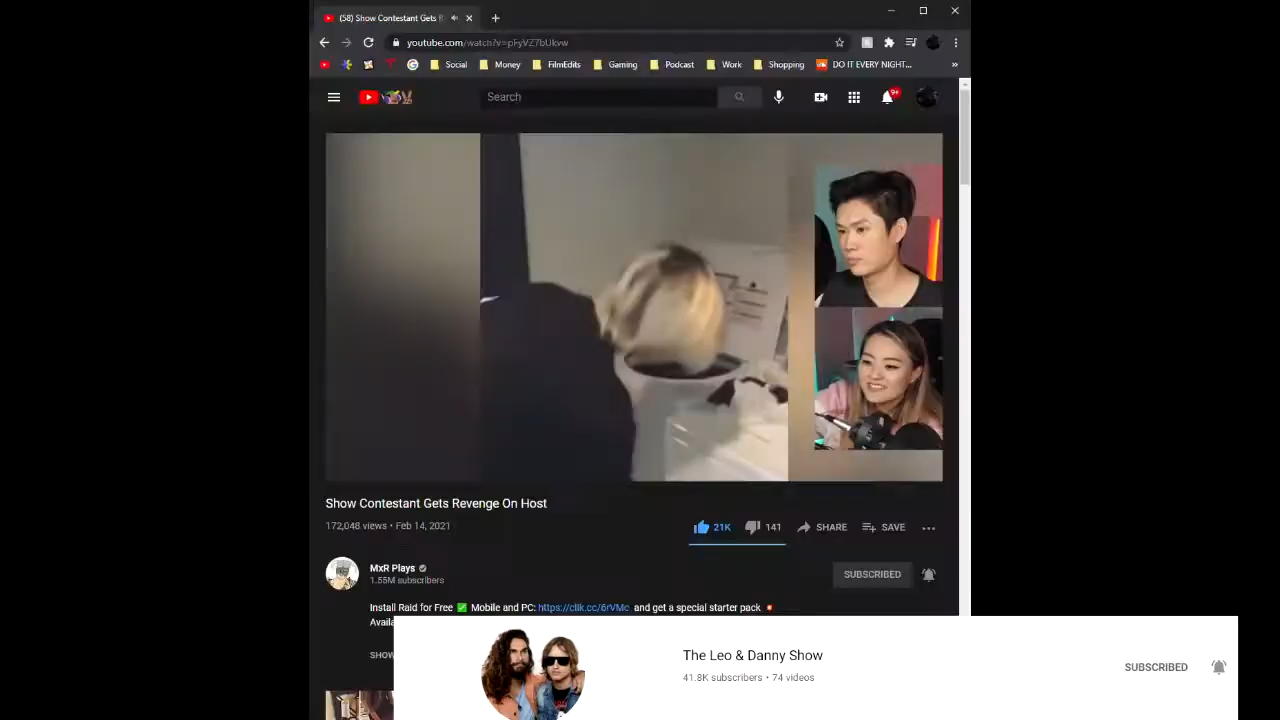 (58) Show Contestant Gets R
youtube.com/watch?v=pFyVZ7bUkvw
Social Money FilmEdits Gaming Podcast Work Shopping DO IT EVERY NIGHT... »
Search
9+
Show Contestant Gets Revenge On Host
172,048 views • Feb 14, 2021
21K 141 SHARE SAVE
MxR Plays
1.55M subscribers
SUBSCRIBED
Install Raid for Free ✅ Mobile and PC: https://clik.cc/6rVMc and get a special starter pack
Availa
SHOW
The Leo & Danny Show
41.8K subscribers • 74 videos
SUBSCRIBED